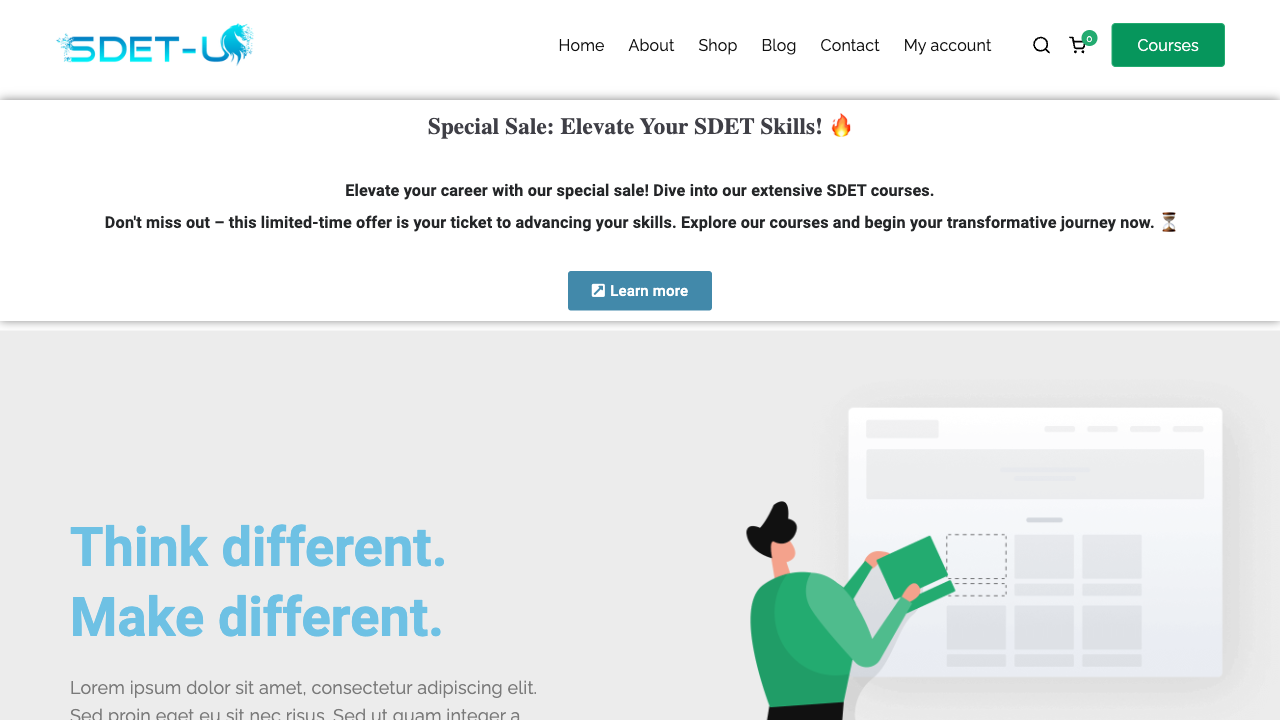 SDET-U
Home About Shop Blog Contact My account 0 Courses
Special Sale: Elevate Your SDET Skills! 🔥
Elevate your career with our special sale! Dive into our extensive SDET courses.
Don't miss out – this limited-time offer is your ticket to advancing your skills. Explore our courses and begin your transformative journey now. ⏳
Learn more
Think different.
Make different.
Lorem ipsum dolor sit amet, consectetur adipiscing elit.
Sed proin eget eu sit nec risus. Sed ut quam integer a